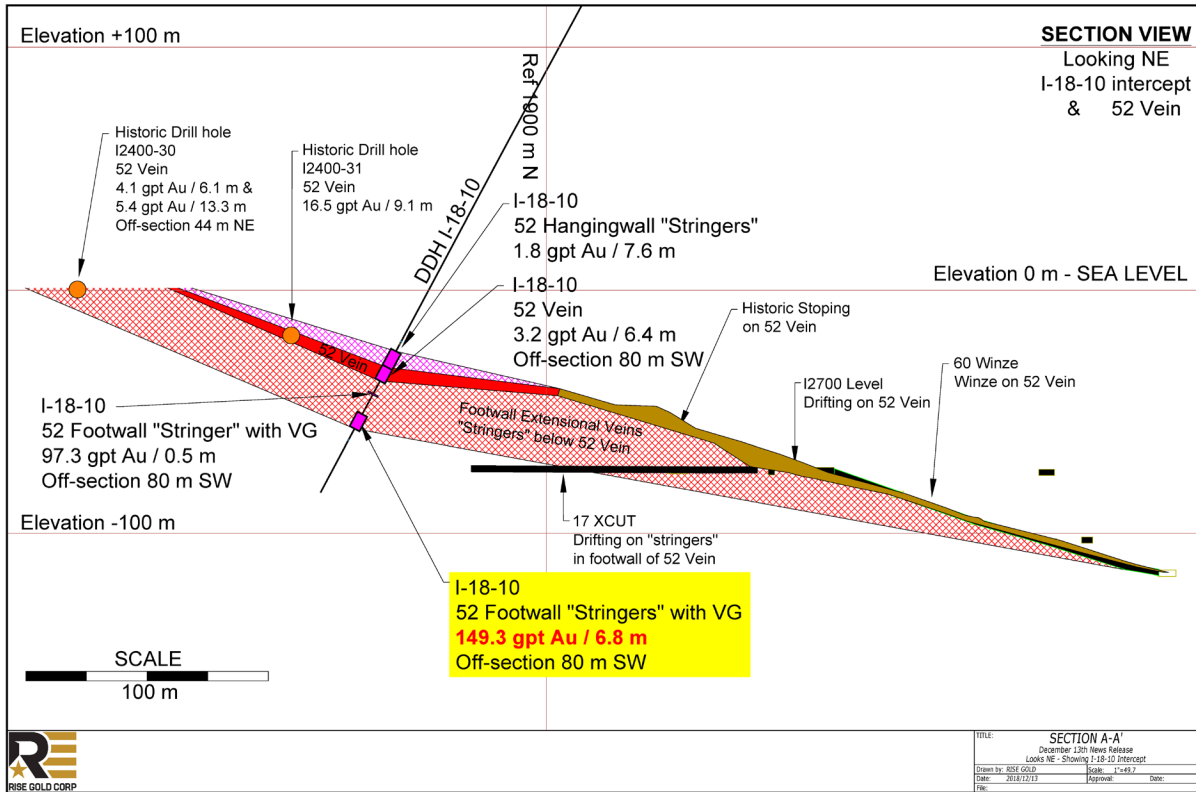 Elevation +100 m
SECTION VIEW
Looking NE
I-18-10 intercept
& 52 Vein
Ref 1000 m N
DDH I-18-10
Historic Drill hole
I2400-30
52 Vein
4.1 gpt Au / 6.1 m &
5.4 gpt Au / 13.3 m
Off-section 44 m NE
Historic Drill hole
I2400-31
52 Vein
16.5 gpt Au / 9.1 m
I-18-10
52 Hangingwall "Stringers"
1.8 gpt Au / 7.6 m
I-18-10
52 Vein
3.2 gpt Au / 6.4 m
Off-section 80 m SW
Elevation 0 m - SEA LEVEL
Historic Stoping
on 52 Vein
60 Winze
Winze on 52 Vein
I2700 Level
Drifting on 52 Vein
52 Vein
Footwall Extensional Veins
"Stringers" below 52 Vein
I-18-10
52 Footwall "Stringer" with VG
97.3 gpt Au / 0.5 m
Off-section 80 m SW
Elevation -100 m
17 XCUT
Drifting on "stringers"
in footwall of 52 Vein
I-18-10
52 Footwall "Stringers" with VG
149.3 gpt Au / 6.8 m
Off-section 80 m SW
SCALE
100 m
RISE GOLD CORP
TITLE:
SECTION A-A'
December 13th News Release
Looks NE - Showing I-18-10 Intercept
Drawn by: RISE GOLD
Scale: 1"=49.7
Date: 2018/12/13
Approval:
Date:
File: